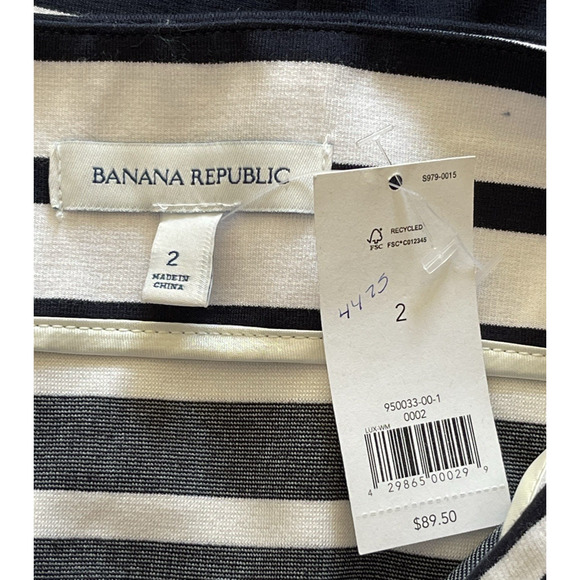 BANANA REPUBLIC
2
MADE IN
CHINA
S979-0015
FSC
RECYCLED
FSC®C012345
4425
2
950033-00-1
0002
LUX-WM
4 29865 00029 9
$89.50